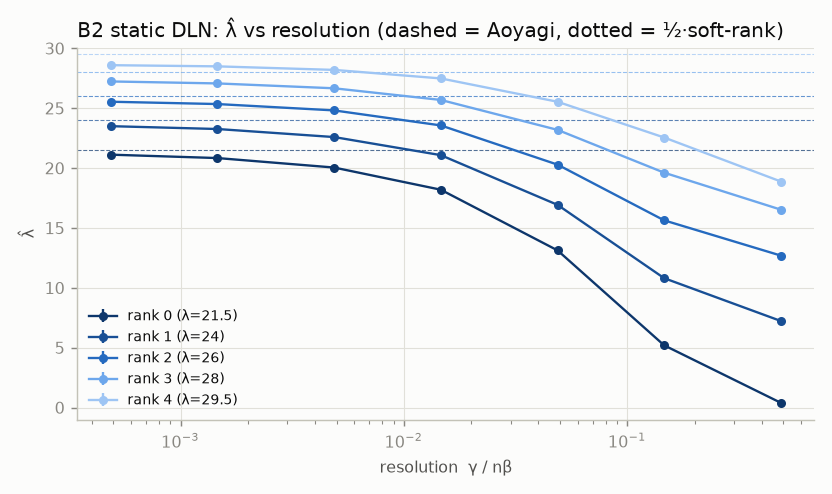 B2 static DLN: λ̂ vs resolution (dashed = Aoyagi, dotted = ½·soft-rank)
30
25
20
15
10
5
0
λ̂
rank 0 (λ=21.5)
rank 1 (λ=24)
rank 2 (λ=26)
rank 3 (λ=28)
rank 4 (λ=29.5)
10⁻³
10⁻²
10⁻¹
resolution γ / nβ